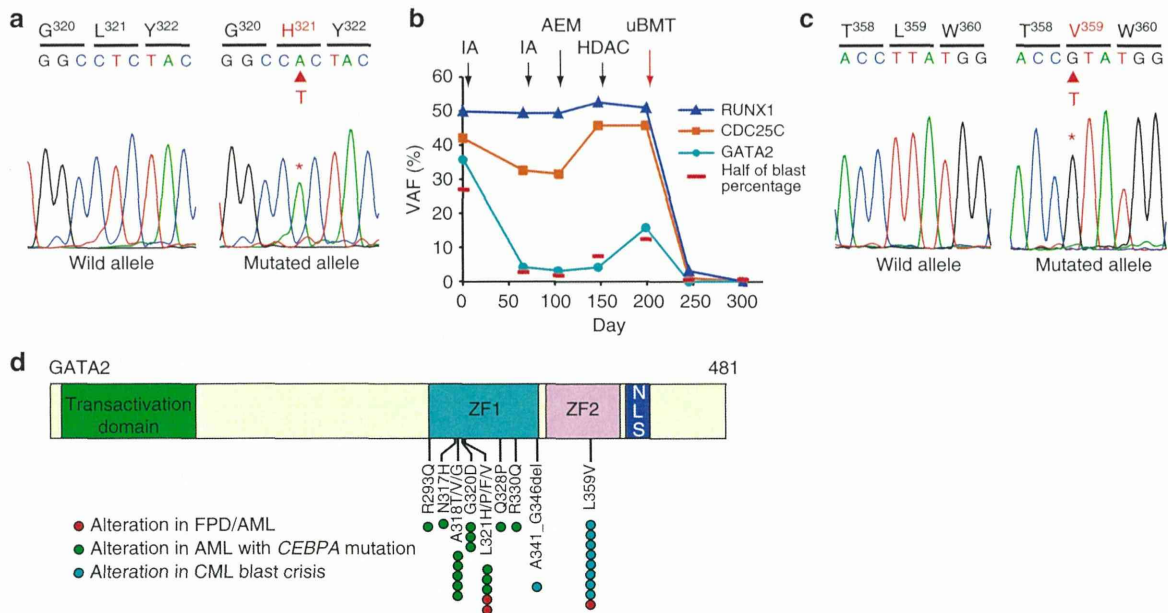 a
G320 L321 Y322
G G C C T C T A C
Wild allele
G320 H321 Y322
G G C C A C T A C
T
*
Mutated allele
b
IA IA AEM HDAC uBMT
VAF (%)
60
50
40
30
20
10
0
0 50 100 150 200 250 300
Day
RUNX1
CDC25C
GATA2
Half of blast
percentage
c
T358 L359 W360
A C C T T A T G G
Wild allele
T358 V359 W360
A C C G T A T G G
T
*
Mutated allele
d
GATA2
481
Transactivation
domain
ZF1
ZF2
NLS
R293Q
N317H
A318T/V/G
G320D
L321H/P/F/V
Q328P
R330Q
A341_G346del
L359V
Alteration in FPD/AML
Alteration in AML with CEBPA mutation
Alteration in CML blast crisis